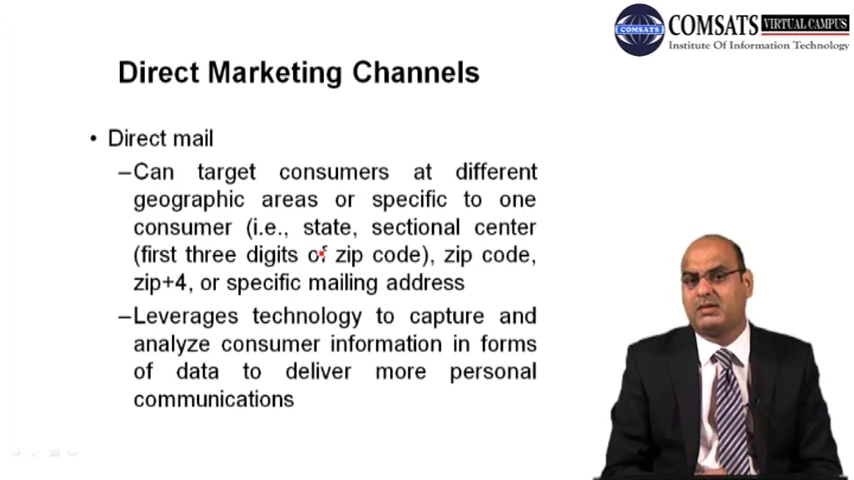 COMSATS VIRTUAL CAMPUS
Institute Of Information Technology
COMSATS
Direct Marketing Channels
• Direct mail
–Can target consumers at different
geographic areas or specific to one
consumer (i.e., state, sectional center
(first three digits of zip code), zip code,
zip+4, or specific mailing address
–Leverages technology to capture and
analyze consumer information in forms
of data to deliver more personal
communications